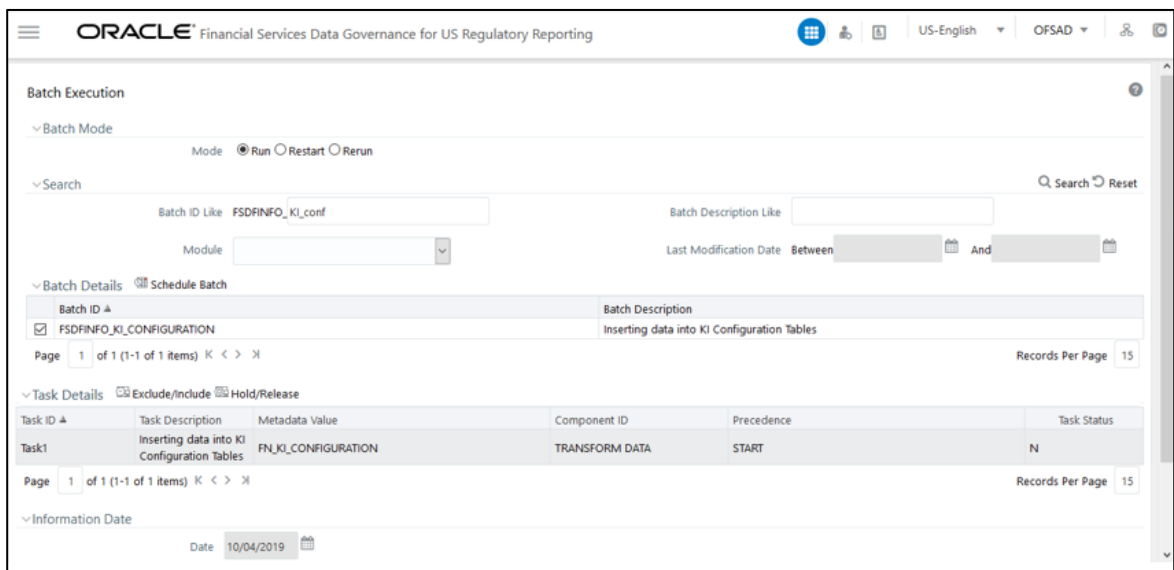 ORACLE® Financial Services Data Governance for US Regulatory Reporting US-English OFSAD
Batch Execution
Batch Mode
Mode Run Restart Rerun
Search Search Reset
Batch ID Like FSDFINFO_ KI_conf Batch Description Like
Module Last Modification Date Between And
Batch Details Schedule Batch
Batch ID Batch Description
FSDFINFO_KI_CONFIGURATION Inserting data into KI Configuration Tables
Page 1 of 1 (1-1 of 1 items) Records Per Page 15
Task Details Exclude/Include Hold/Release
Task ID Task Description Metadata Value Component ID Precedence Task Status
Task1 Inserting data into KI Configuration Tables FN_KI_CONFIGURATION TRANSFORM DATA START N
Page 1 of 1 (1-1 of 1 items) Records Per Page 15
Information Date
Date 10/04/2019